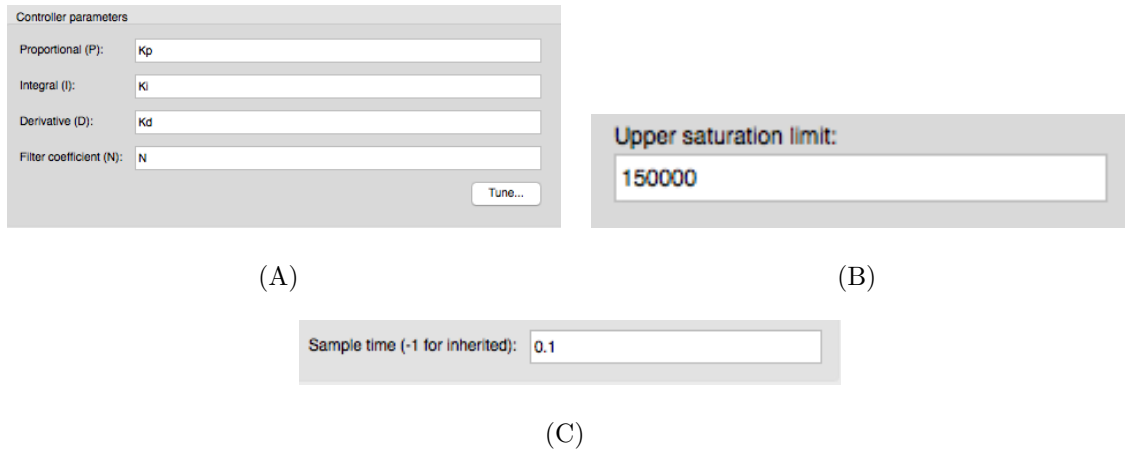 Controller parameters
Proportional (P): Kp
Integral (I): Ki
Derivative (D): Kd
Filter coefficient (N): N
Tune...
(A)
Upper saturation limit:
150000
(B)
Sample time (-1 for inherited): 0.1
(C)